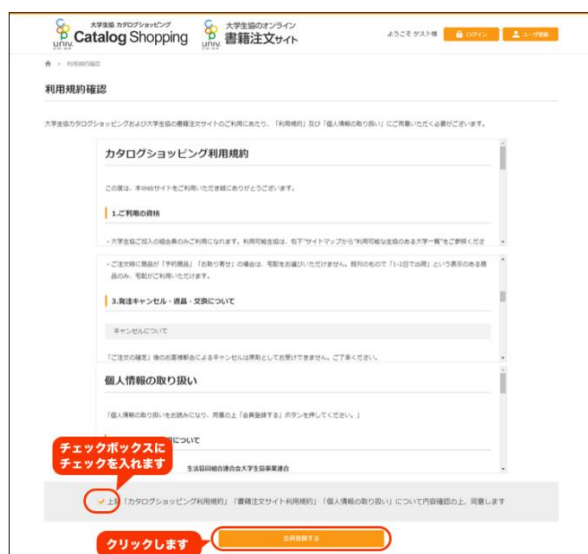 大学生協 カタログショッピング
Catalog Shopping
univ.
大学生協のオンライン
書籍注文サイト
univ.
ようこそ ゲスト様
ログイン
ユーザ登録
> 利用規約確認
利用規約確認
大学生協カタログショッピングおよび大学生協の書籍注文サイトのご利用にあたり、「利用規約」及び「個人情報の取り扱い」にご同意いただく必要がございます。
カタログショッピング利用規約
この度は、本Webサイトをご利用いただき誠にありがとうございます。
1.ご利用の資格
・大学生協ご加入の組合員のみご利用になれます。利用可能生協は、右下"サイトマップから"利用可能な生協のある大学一覧"をご参照くださ
・ご注文時に商品が「予約商品」「お取り寄せ」の場合は、宅配をお選びいただけません。既刊のもので「1-2日で出荷」という表示のある商
品のみ、宅配がご利用いただけます。
3.発注キャンセル・返品・交換について
キャンセルについて
「ご注文の確定」後のお客様都合によるキャンセルは原則としてお受けできません。ご了承ください。
個人情報の取り扱い
「個人情報の取り扱いをお読みになり、同意の上「会員登録する」ボタンを押してください。」
について
チェックボックスに
チェックを入れます
生活協同組合連合会大学生協事業連合
上記「カタログショッピング利用規約」「書籍注文サイト利用規約」「個人情報の取り扱い」について内容確認の上、同意します
クリックします
会員登録する